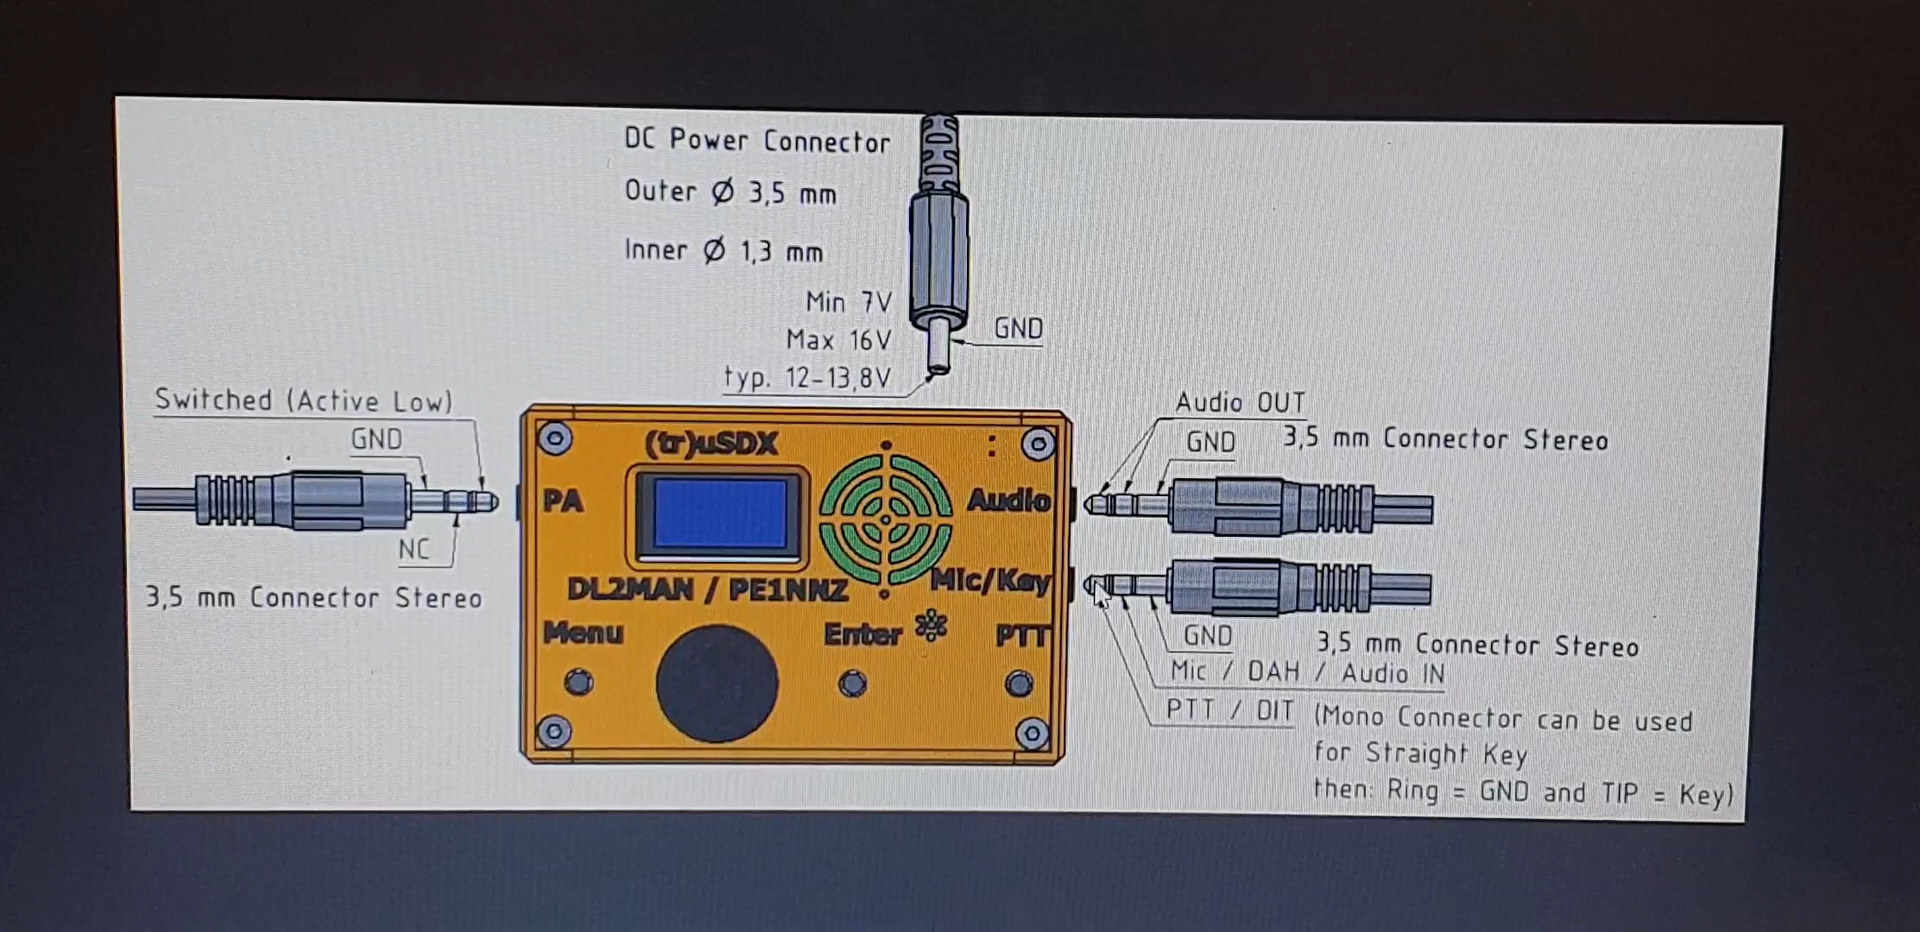 DC Power Connector
Outer Ø 3,5 mm
Inner Ø 1,3 mm
Min 7V
Max 16V
typ. 12-13,8V
GND
Switched (Active Low)
GND
NC
3,5 mm Connector Stereo
(tr)uSDX
PA
Audio
DL2MAN / PE1NNZ
Mic/Key
Menu
Enter
PTT
Audio OUT
GND
3,5 mm Connector Stereo
GND
3,5 mm Connector Stereo
Mic / DAH / Audio IN
PTT / DIT
(Mono Connector can be used
for Straight Key
then: Ring = GND and TIP = Key)